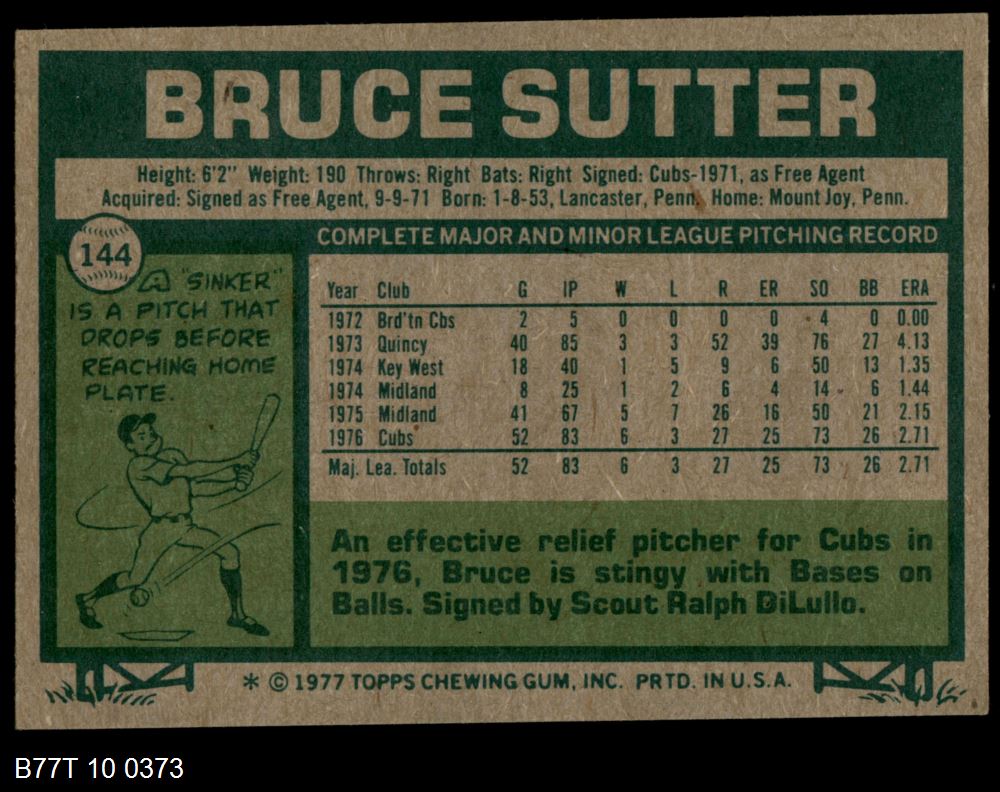 BRUCE SUTTER
Height: 6'2" Weight: 190 Throws: Right Bats: Right Signed: Cubs-1971, as Free Agent
Acquired: Signed as Free Agent, 9-9-71 Born: 1-8-53, Lancaster, Penn. Home: Mount Joy, Penn.
144
A "SINKER"
IS A PITCH THAT
DROPS BEFORE
REACHING HOME
PLATE.
COMPLETE MAJOR AND MINOR LEAGUE PITCHING RECORD
Year Club G IP W L R ER SO BB ERA
1972 Brd'tn Cbs 2 5 0 0 0 0 4 0 0.00
1973 Quincy 40 85 3 3 52 39 76 27 4.13
1974 Key West 18 40 1 5 9 6 50 13 1.35
1974 Midland 8 25 1 2 6 4 14 6 1.44
1975 Midland 41 67 5 7 26 16 50 21 2.15
1976 Cubs 52 83 6 3 27 25 73 26 2.71
Maj. Lea. Totals 52 83 6 3 27 25 73 26 2.71
An effective relief pitcher for Cubs in
1976, Bruce is stingy with Bases on
Balls. Signed by Scout Ralph DiLullo.
* © 1977 TOPPS CHEWING GUM, INC. PRTD. IN U.S.A.
B77T 10 0373